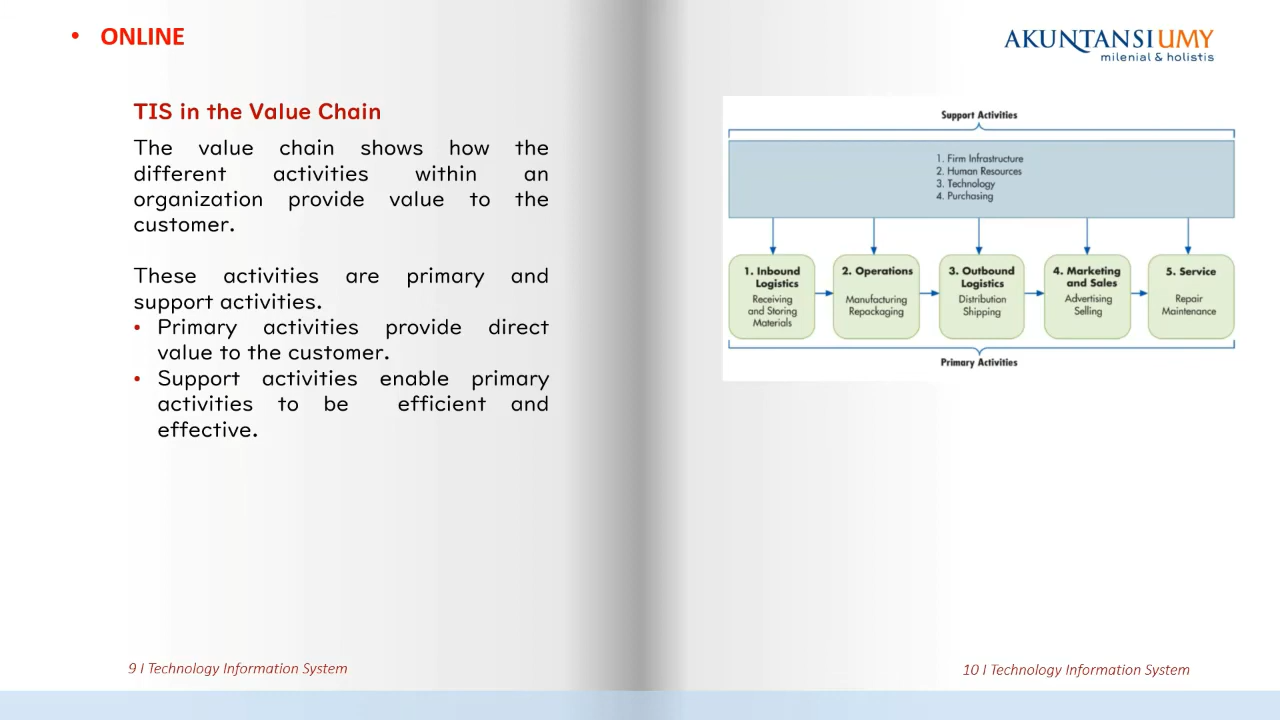 • ONLINE
AKUNTANSI UMY
milenial & holistis
TIS in the Value Chain
The value chain shows how the
different activities within an
organization provide value to the
customer.
These activities are primary and
support activities.
• Primary activities provide direct
value to the customer.
• Support activities enable primary
activities to be efficient and
effective.
Support Activities
1. Firm Infrastructure
2. Human Resources
3. Technology
4. Purchasing
1. Inbound
Logistics
Receiving
and Storing
Materials
2. Operations
Manufacturing
Repackaging
3. Outbound
Logistics
Distribution
Shipping
4. Marketing
and Sales
Advertising
Selling
5. Service
Repair
Maintenance
Primary Activities
9 I Technology Information System
10 I Technology Information System